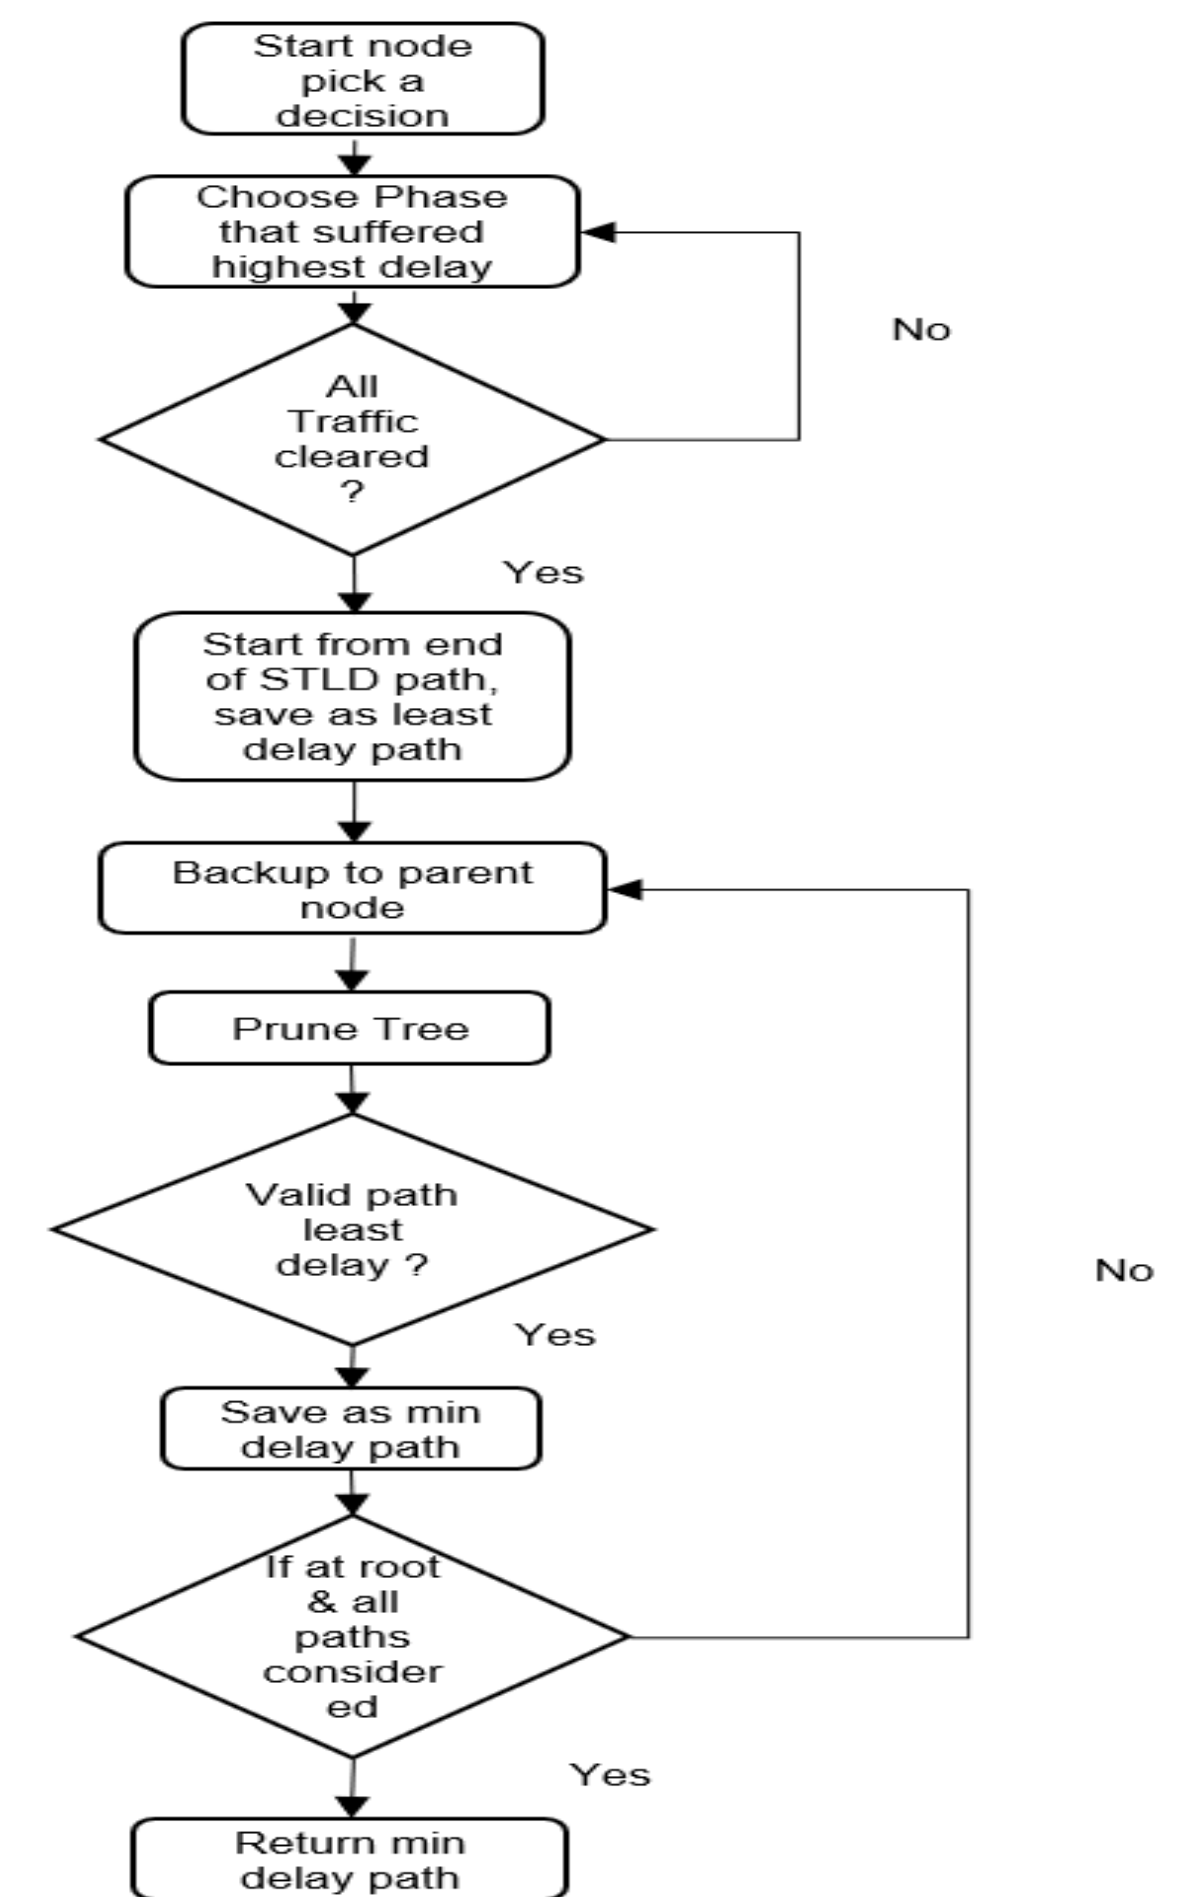 Start node
pick a
decision
Choose Phase
that suffered
highest delay
No
All
Traffic
cleared
?
Yes
Start from end
of STLD path,
save as least
delay path
Backup to parent
node
Prune Tree
Valid path
least
delay ?
No
Yes
Save as min
delay path
If at root
& all
paths
consider
ed
Yes
Return min
delay path